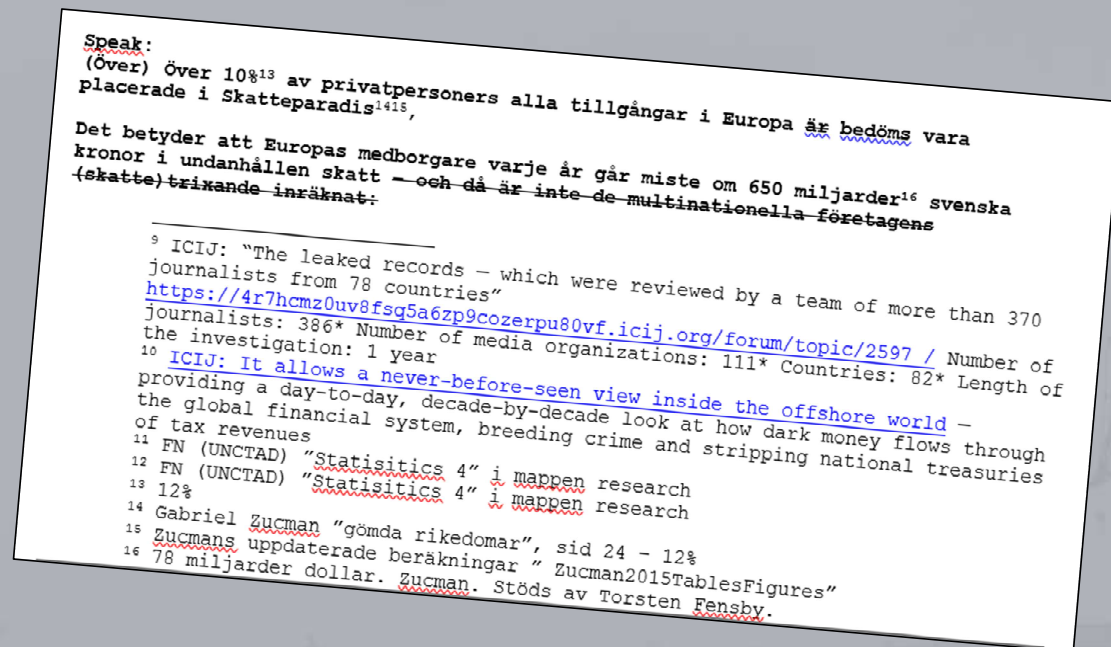 Speak:
(Över) Över 10%¹³ av privatpersoners alla tillgångar i Europa är bedöms vara
placerade i Skatteparadis¹⁴¹⁵,
Det betyder att Europas medborgare varje år går miste om 650 miljarder¹⁶ svenska
kronor i undanhållen skatt – och då är inte de multinationella företagens
(skatte)trixande inräknat:
⁹ ICIJ: “The leaked records — which were reviewed by a team of more than 370
journalists from 78 countries”
https://4r7hcmz0uv8fsq5a6zp9cozerpu80vf.icij.org/forum/topic/2597 / Number of
journalists: 386* Number of media organizations: 111* Countries: 82* Length of
the investigation: 1 year
¹⁰ ICIJ: It allows a never-before-seen view inside the offshore world —
providing a day-to-day, decade-by-decade look at how dark money flows through
the global financial system, breeding crime and stripping national treasuries
of tax revenues
¹¹ FN (UNCTAD) ”Statisitics 4” i mappen research
¹² FN (UNCTAD) ”Statisitics 4” i mappen research
¹³ 12%
¹⁴ Gabriel Zucman ”gömda rikedomar”, sid 24 – 12%
¹⁵ Zucmans uppdaterade beräkningar ” Zucman2015TablesFigures”
¹⁶ 78 miljarder dollar. Zucman. Stöds av Torsten Fensby.